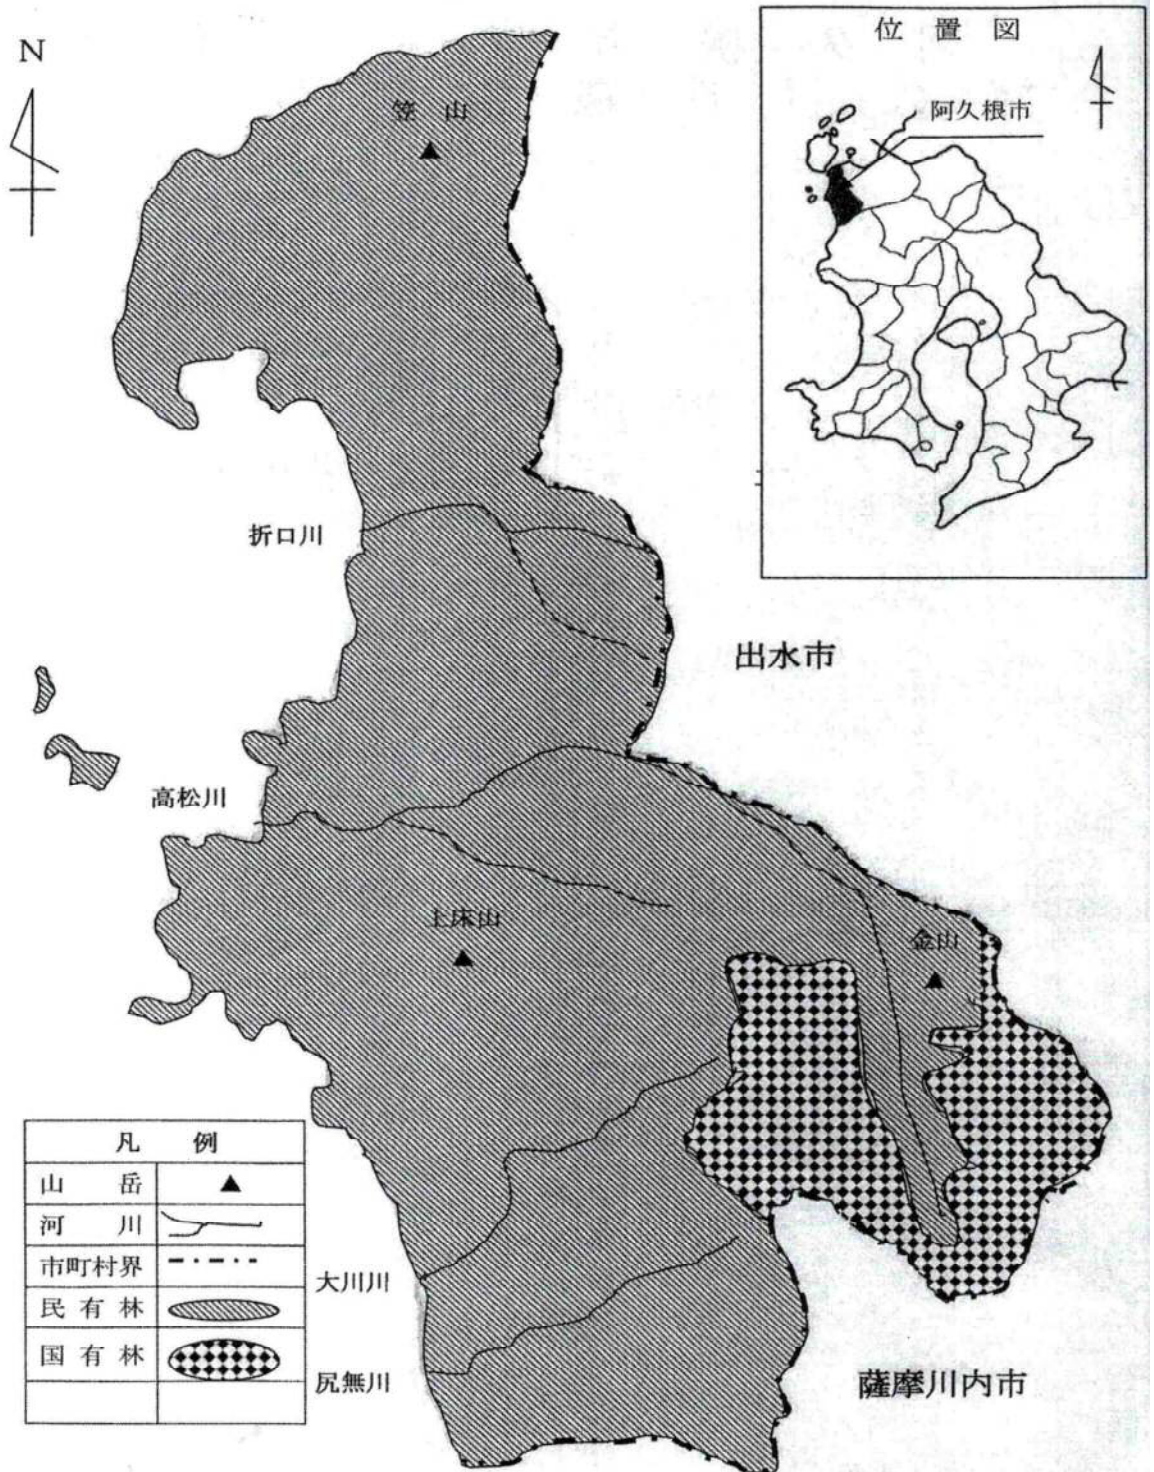 N
位置図
阿久根市
笠山
折口川
出水市
高松川
上床山
金山
凡例
山岳
河川
市町村界
民有林
国有林
大川川
尻無川
薩摩川内市